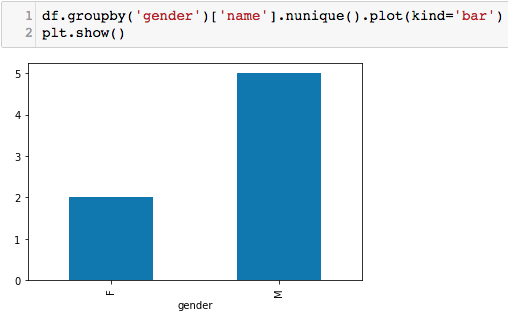 1 df.groupby('gender')['name'].nunique().plot(kind='bar')
2 plt.show()
5
4
3
2
1
0
F
M
gender